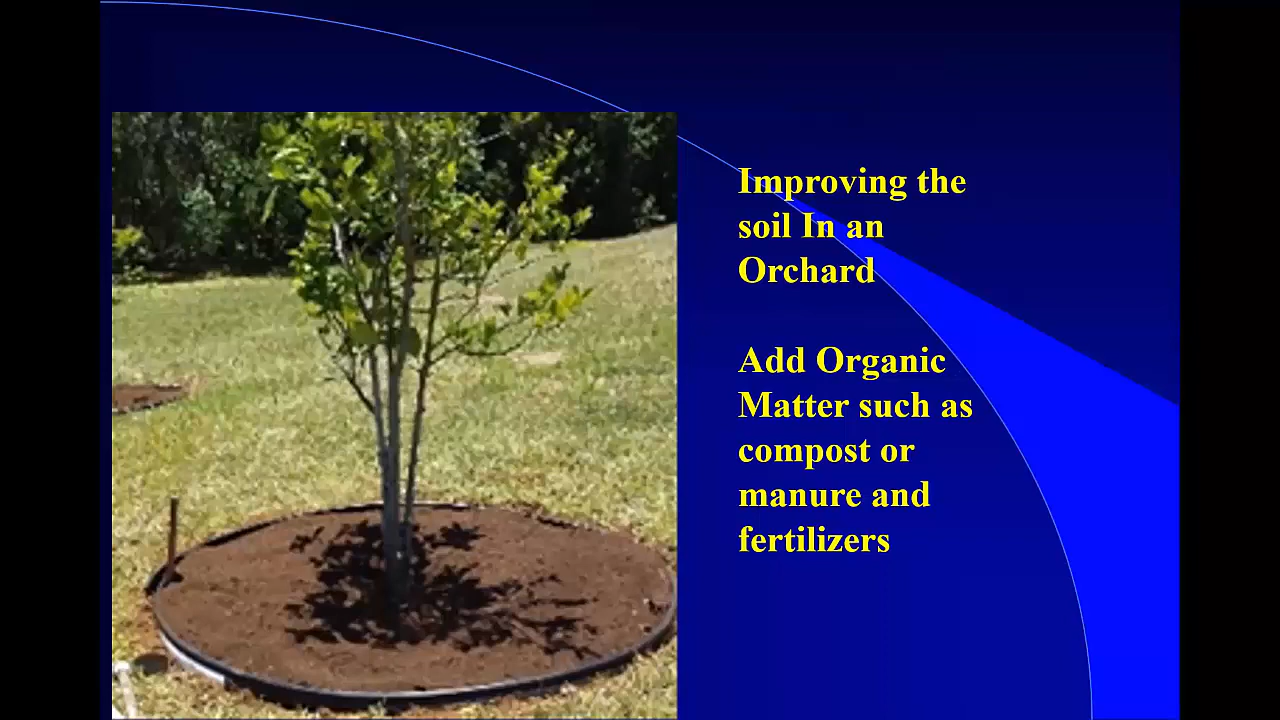 Improving the
soil In an
Orchard
Add Organic
Matter such as
compost or
manure and
fertilizers